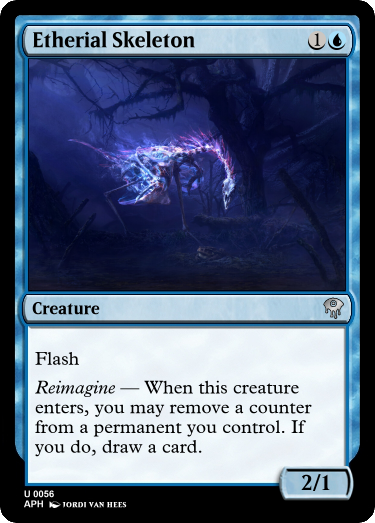 Etherial Skeleton 1
Creature
Flash
Reimagine — When this creature
enters, you may remove a counter
from a permanent you control. If
you do, draw a card.
2/1
U 0056
APH JORDI VAN HEES